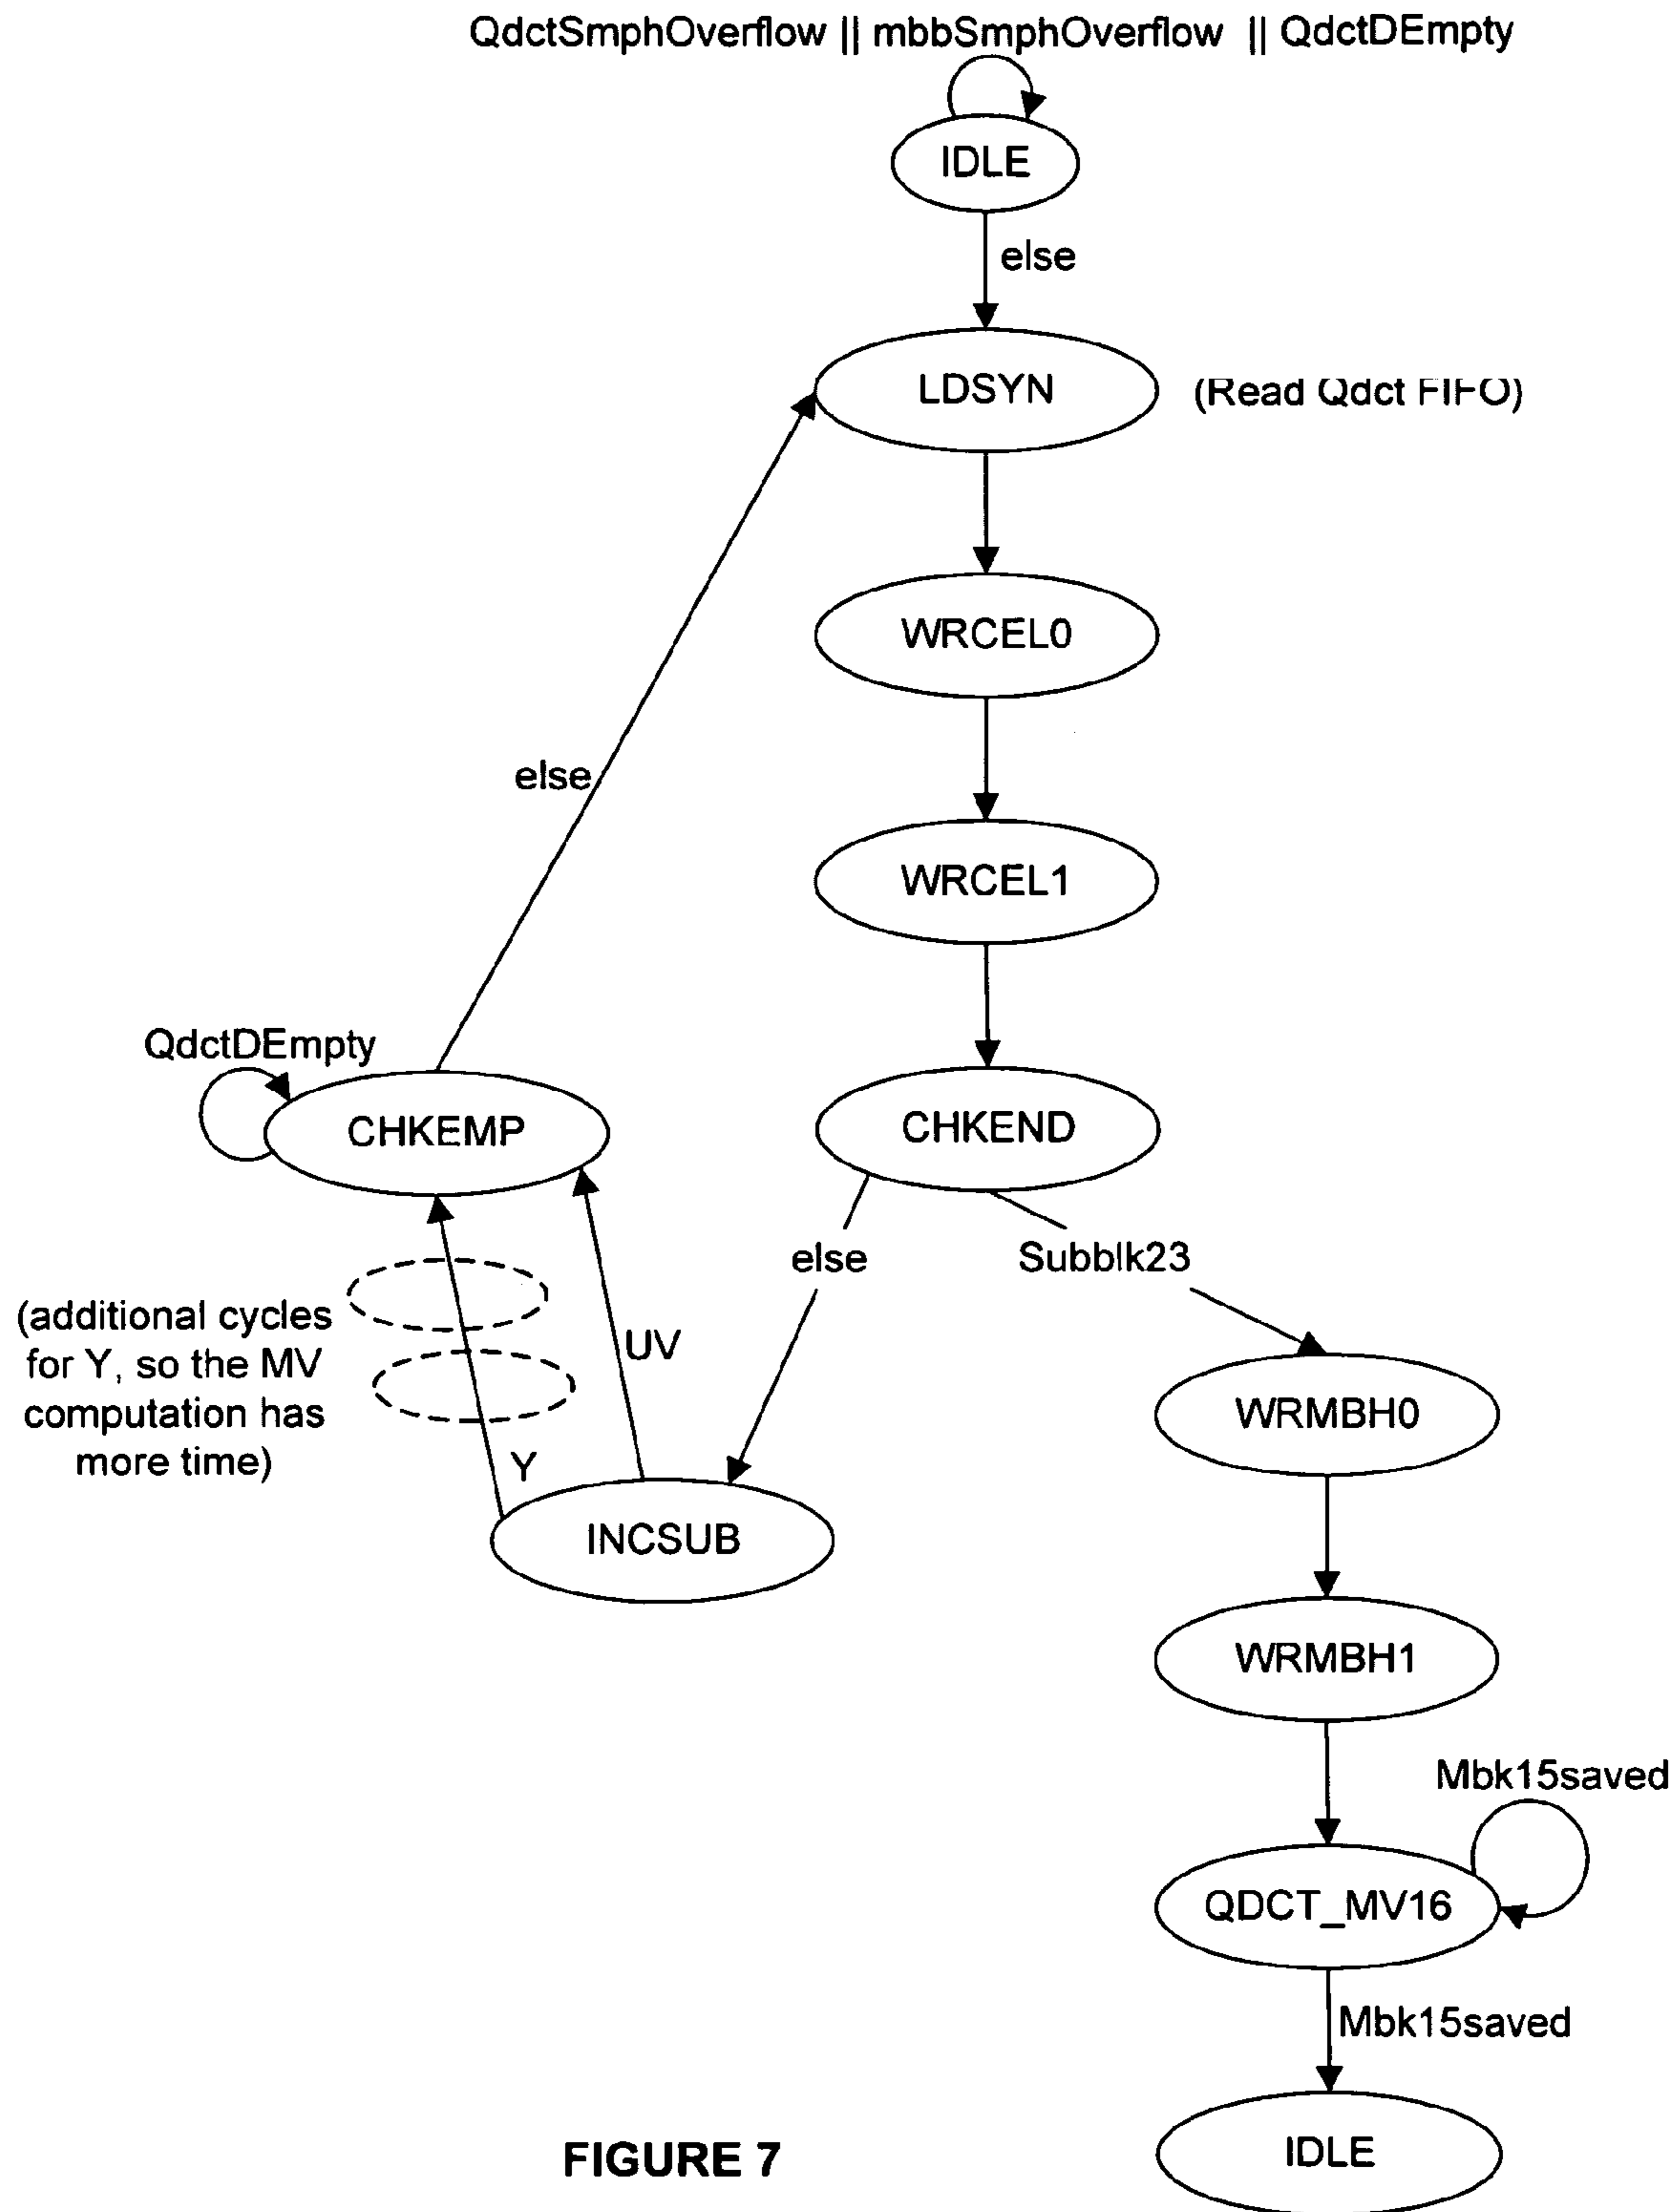 QdctSmphOverflow || mbbSmphOverflow || QdctDEmpty
IDLE
else
LDSYN
(Read Qdct FIFO)
WRCEL0
else
WRCEL1
QdctDEmpty
CHKEMP
CHKEND
else
Subblk23
(additional cycles
for Y, so the MV
computation has
more time)
UV
Y
WRMBH0
INCSUB
WRMBH1
Mbk15saved
QDCT_MV16
Mbk15saved
IDLE
FIGURE 7